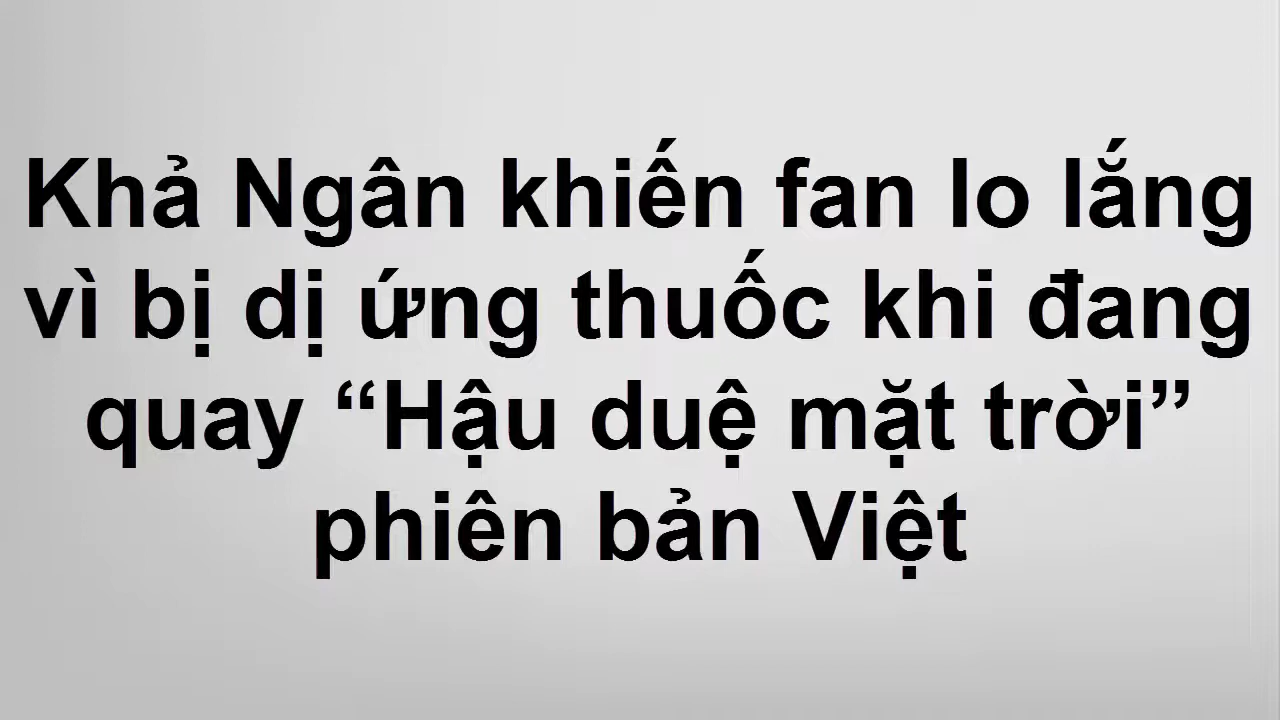 Khả Ngân khiến fan lo lắng
vì bị dị ứng thuốc khi đang
quay “Hậu duệ mặt trời”
phiên bản Việt